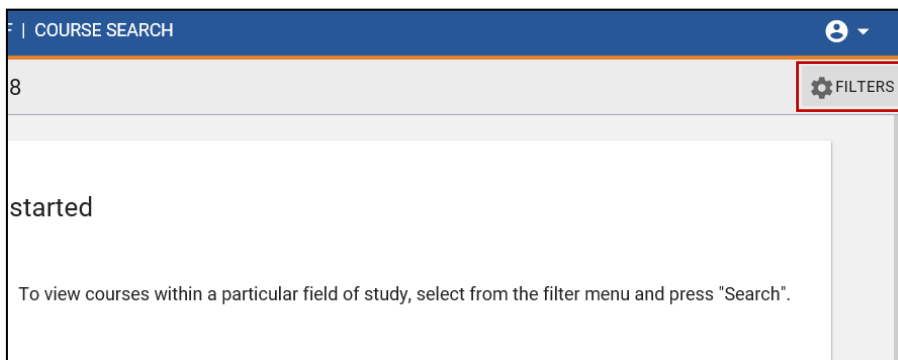 | COURSE SEARCH
8
FILTERS
started
To view courses within a particular field of study, select from the filter menu and press "Search".